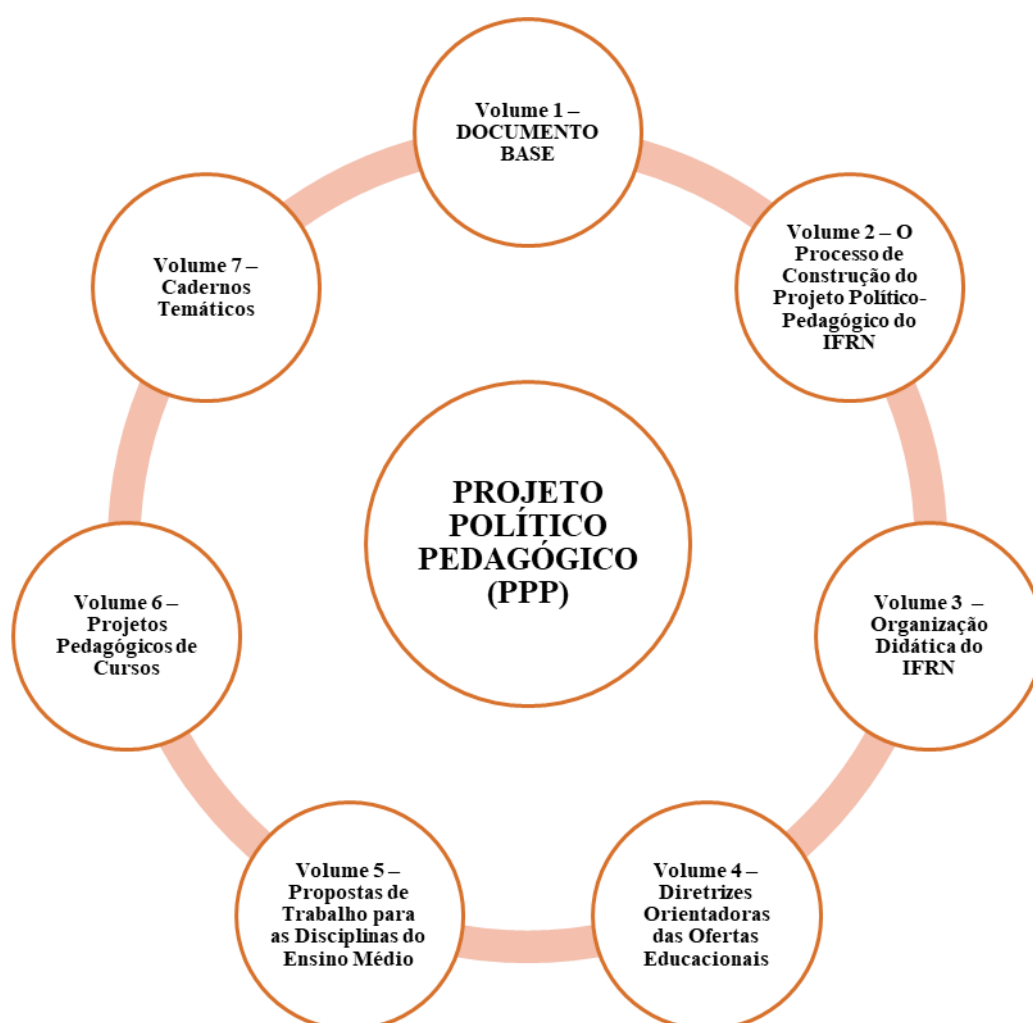 Volume 1 –
DOCUMENTO
BASE
Volume 2 – O
Processo de
Construção do
Projeto Político-
Pedagógico do
IFRN
Volume 3 –
Organização
Didática do
IFRN
Volume 4 –
Diretrizes
Orientadoras
das Ofertas
Educacionais
Volume 5 –
Propostas de
Trabalho para
as Disciplinas do
Ensino Médio
Volume 6 –
Projetos
Pedagógicos de
Cursos
Volume 7 –
Cadernos
Temáticos
PROJETO
POLÍTICO
PEDAGÓGICO
(PPP)